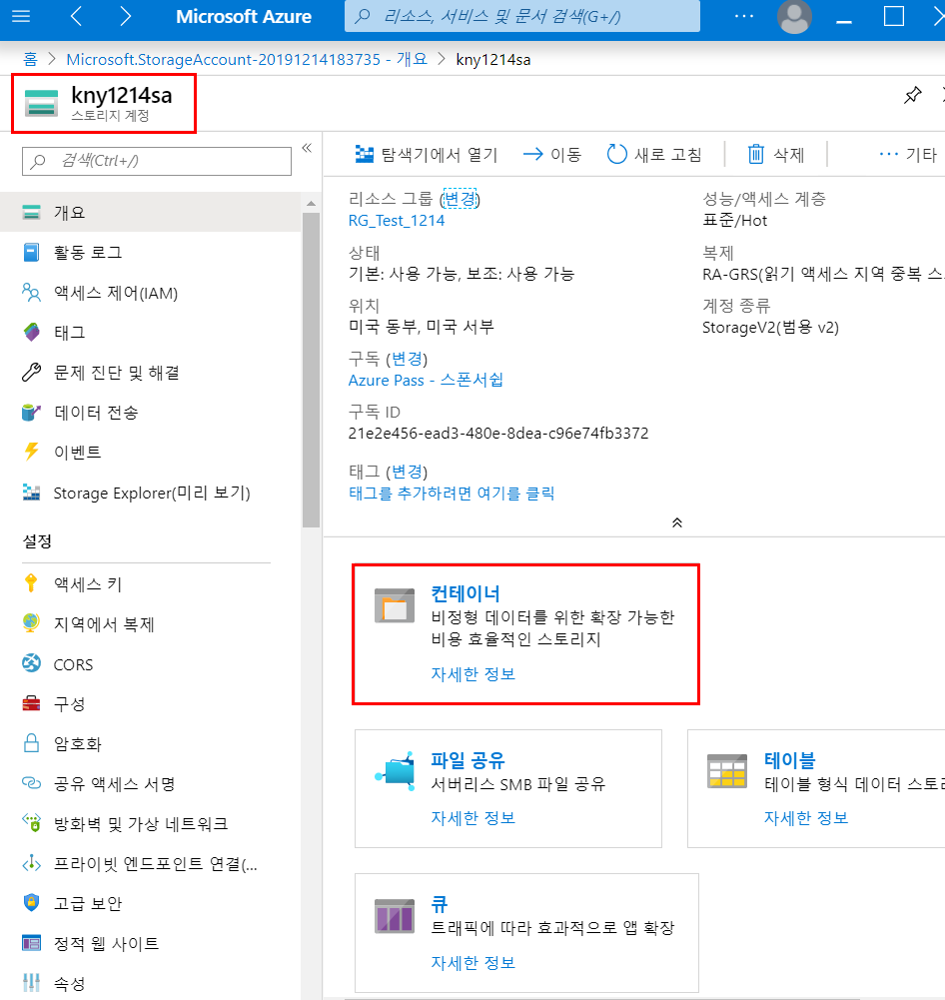 Microsoft Azure
리소스, 서비스 및 문서 검색(G+/)
홈 > Microsoft.StorageAccount-20191214183735 - 개요 > kny1214sa
kny1214sa
스토리지 계정
검색(Ctrl+/)
개요
활동 로그
액세스 제어(IAM)
태그
문제 진단 및 해결
데이터 전송
이벤트
Storage Explorer(미리 보기)
설정
액세스 키
지역에서 복제
CORS
구성
암호화
공유 액세스 서명
방화벽 및 가상 네트워크
프라이빗 엔드포인트 연결(...
고급 보안
정적 웹 사이트
속성
탐색기에서 열기 이동 새로 고침 삭제 ... 기타
리소스 그룹 (변경)
RG_Test_1214
상태
기본: 사용 가능, 보조: 사용 가능
위치
미국 동부, 미국 서부
구독 (변경)
Azure Pass - 스폰서쉽
구독 ID
21e2e456-ead3-480e-8dea-c96e74fb3372
태그 (변경)
태그를 추가하려면 여기를 클릭
성능/액세스 계층
표준/Hot
복제
RA-GRS(읽기 액세스 지역 중복 스
계정 종류
StorageV2(범용 v2)
컨테이너
비정형 데이터를 위한 확장 가능한
비용 효율적인 스토리지
자세한 정보
파일 공유
서버리스 SMB 파일 공유
자세한 정보
테이블
테이블 형식 데이터 스토리
자세한 정보
큐
트래픽에 따라 효과적으로 앱 확장
자세한 정보